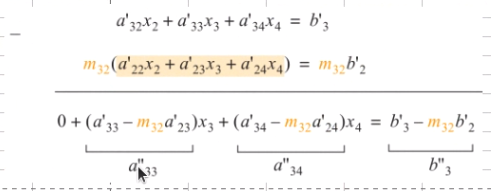 a'₃₂x₂ + a'₃₃x₃ + a'₃₄x₄ = b'₃
− m₃₂(a'₂₂x₂ + a'₂₃x₃ + a'₂₄x₄) = m₃₂b'₂
0 + (a'₃₃ − m₃₂a'₂₃)x₃ + (a'₃₄ − m₃₂a'₂₄)x₄ = b'₃ − m₃₂b'₂
a"₃₃ a"₃₄ b"₃